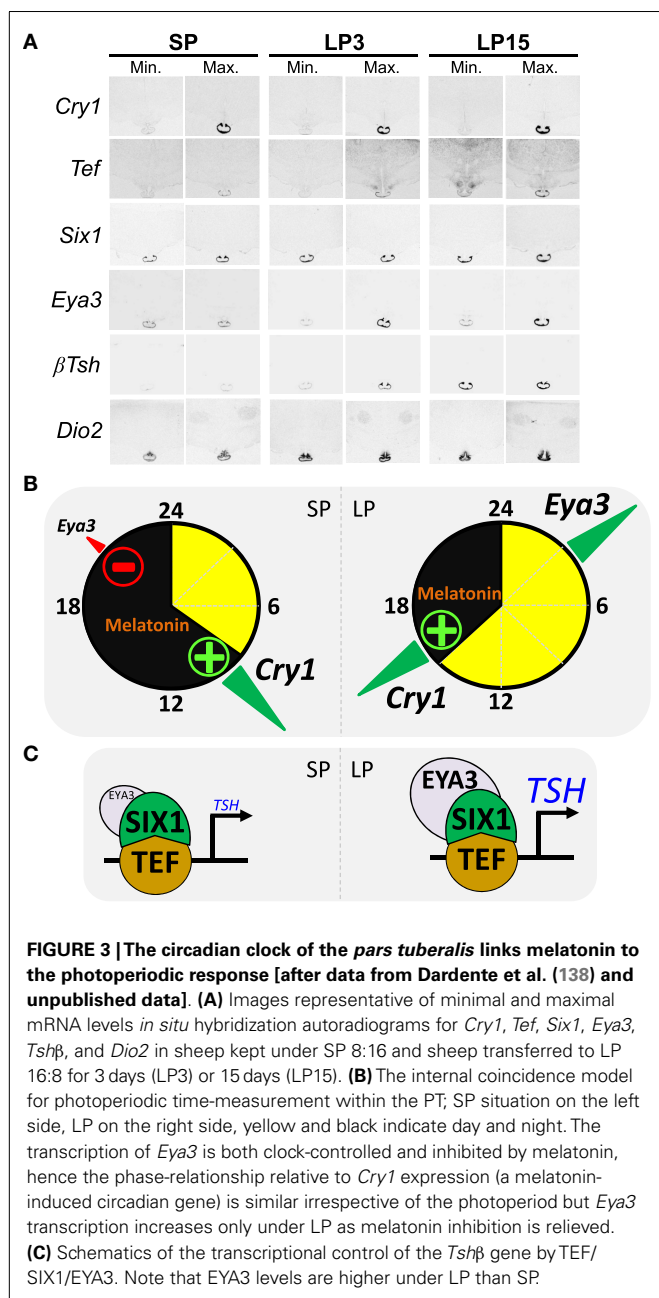 A
SP LP3 LP15
Min. Max. Min. Max. Min. Max.
Cry1
Tef
Six1
Eya3
βTsh
Dio2
B
SP LP
24
Eya3
18
Melatonin
6
Cry1
12
24
Eya3
Melatonin
18
6
Cry1
12
C
SP LP
EYA3
SIX1
TEF
TSH
EYA3
SIX1
TEF
TSH
FIGURE 3 | The circadian clock of the pars tuberalis links melatonin to
the photoperiodic response [after data from Dardente et al. (138) and
unpublished data]. (A) Images representative of minimal and maximal
mRNA levels in situ hybridization autoradiograms for Cry1, Tef, Six1, Eya3,
Tshβ, and Dio2 in sheep kept under SP 8:16 and sheep transferred to LP
16:8 for 3 days (LP3) or 15 days (LP15). (B) The internal coincidence model
for photoperiodic time-measurement within the PT; SP situation on the left
side, LP on the right side, yellow and black indicate day and night. The
transcription of Eya3 is both clock-controlled and inhibited by melatonin,
hence the phase-relationship relative to Cry1 expression (a melatonin-
induced circadian gene) is similar irrespective of the photoperiod but Eya3
transcription increases only under LP as melatonin inhibition is relieved.
(C) Schematics of the transcriptional control of the Tshβ gene by TEF/
SIX1/EYA3. Note that EYA3 levels are higher under LP than SP.